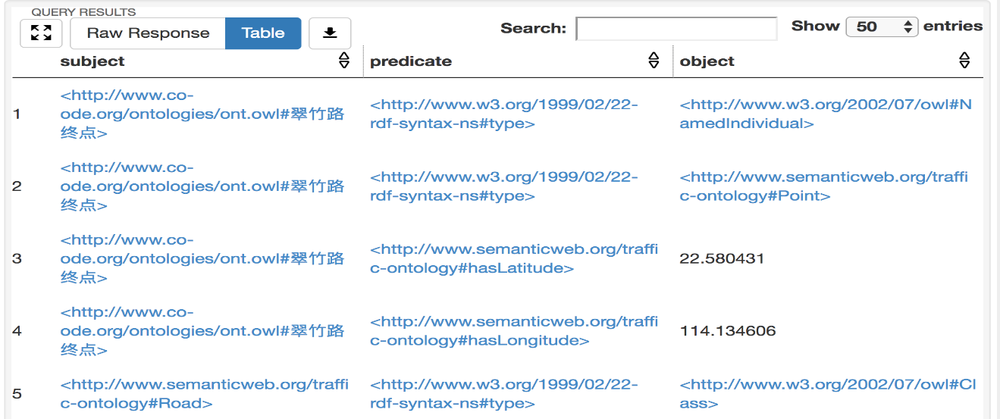 QUERY RESULTS
Raw Response Table Search: Show 50 entries
subject predicate object
1 <http://www.co-
ode.org/ontologies/ont.owl#翠竹路
终点> <http://www.w3.org/1999/02/22-
rdf-syntax-ns#type> <http://www.w3.org/2002/07/owl#N
amedIndividual>
2 <http://www.co-
ode.org/ontologies/ont.owl#翠竹路
终点> <http://www.w3.org/1999/02/22-
rdf-syntax-ns#type> <http://www.semanticweb.org/traffi
c-ontology#Point>
3 <http://www.co-
ode.org/ontologies/ont.owl#翠竹路
终点> <http://www.semanticweb.org/traffi
c-ontology#hasLatitude> 22.580431
4 <http://www.co-
ode.org/ontologies/ont.owl#翠竹路
终点> <http://www.semanticweb.org/traffi
c-ontology#hasLongitude> 114.134606
5 <http://www.semanticweb.org/traffi
c-ontology#Road> <http://www.w3.org/1999/02/22-
rdf-syntax-ns#type> <http://www.w3.org/2002/07/owl#Cl
ass>